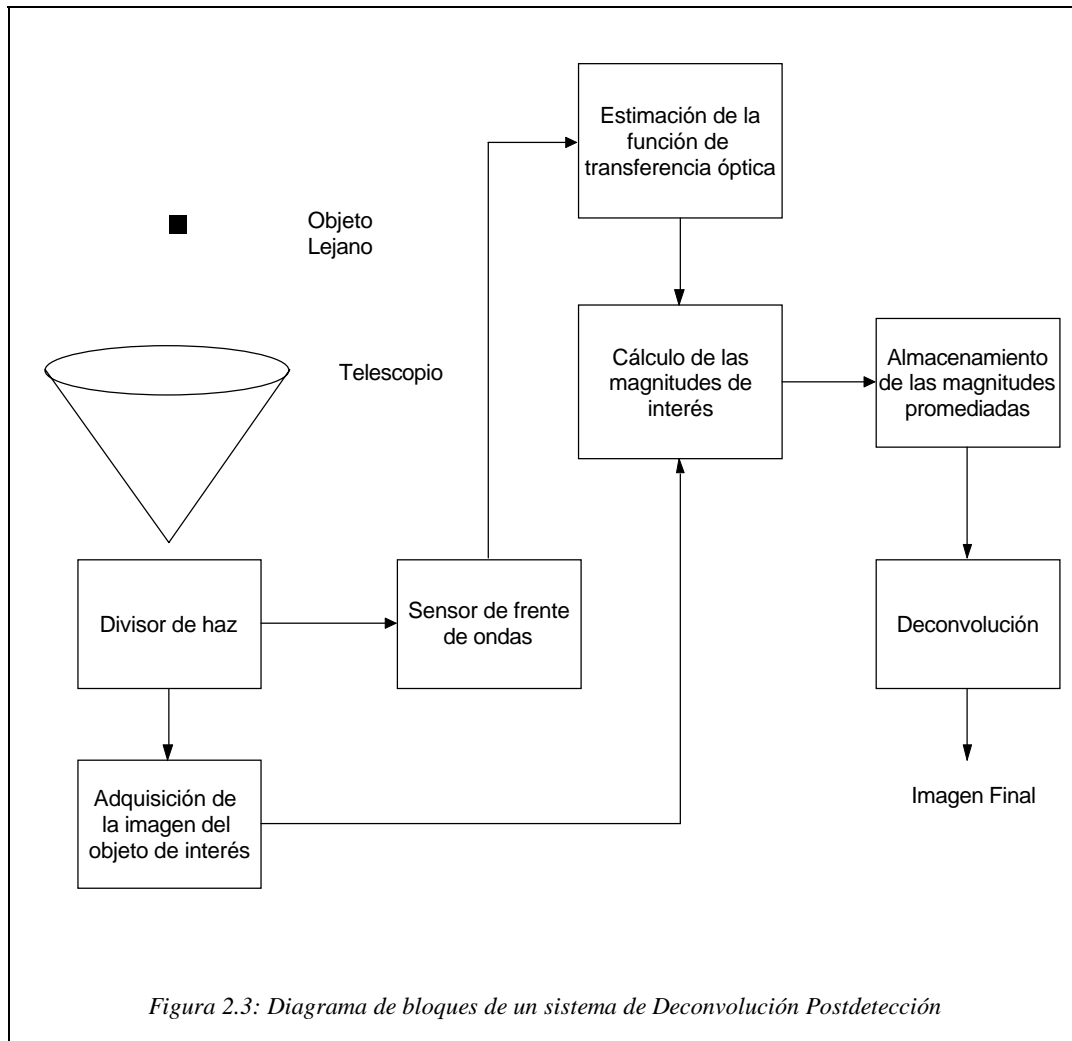 Estimación de la
función de
transferencia óptica
Objeto
Lejano
Telescopio
Cálculo de las
magnitudes de
interés
Almacenamiento
de las magnitudes
promediadas
Divisor de haz
Sensor de frente
de ondas
Deconvolución
Adquisición de
la imagen del
objeto de interés
Imagen Final
Figura 2.3: Diagrama de bloques de un sistema de Deconvolución Postdetección